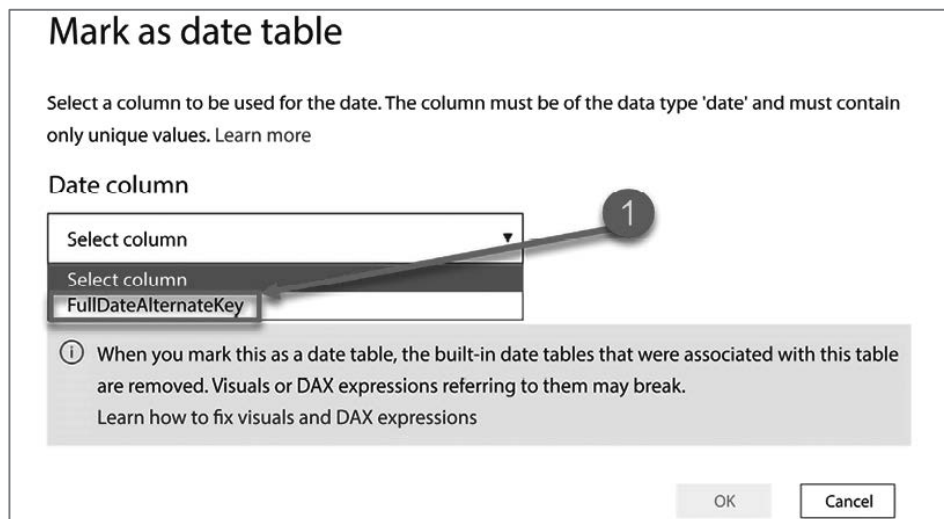 Mark as date table
Select a column to be used for the date. The column must be of the data type 'date' and must contain
only unique values. Learn more
Date column
Select column
1
Select column
FullDateAlternateKey
When you mark this as a date table, the built-in date tables that were associated with this table
are removed. Visuals or DAX expressions referring to them may break.
Learn how to fix visuals and DAX expressions
OK
Cancel